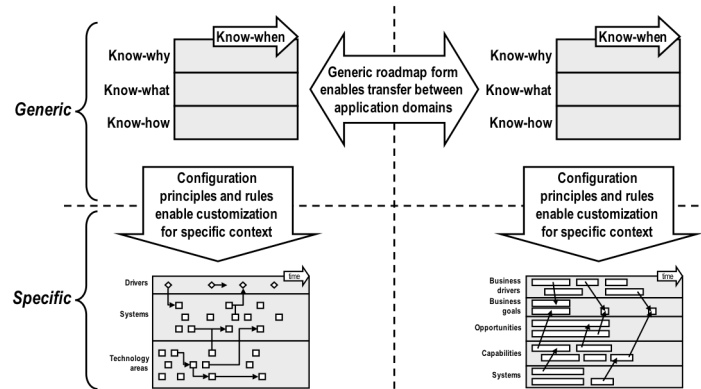 Know-when
Know-why
Know-what
Know-how
Generic roadmap form
enables transfer between
application domains
Know-when
Know-why
Know-what
Know-how
Generic
Configuration
principles and rules
enable customization
for specific context
Configuration
principles and rules
enable customization
for specific context
Specific
time
Drivers
Systems
Technology
areas
time
Business
drivers
Business
goals
Opportunities
Capabilities
Systems